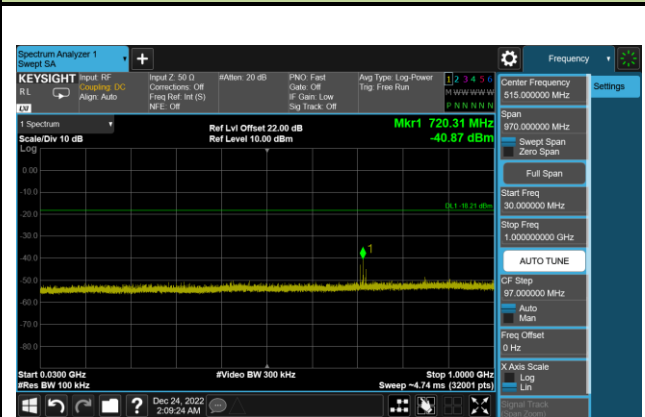 Spectrum Analyzer 1
Swept SA
+
Frequency
KEYSIGHT
RL
LXI
Input: RF
Coupling: DC
Align: Auto
Input Z: 50 Ω
Corrections: Off
Freq Ref: Int (S)
NFE: Off
#Atten: 20 dB
PNO: Fast
Gate: Off
IF Gain: Low
Sig Track: Off
Avg Type: Log-Power
Trig: Free Run
1 2 3 4 5 6
M W W W W W
P N N N N N
Center Frequency
515.000000 MHz
Settings
Span
970.000000 MHz
Swept Span
Zero Span
Full Span
Start Freq
30.000000 MHz
Stop Freq
1.000000000 GHz
AUTO TUNE
CF Step
97.000000 MHz
Auto
Man
Freq Offset
0 Hz
X Axis Scale
Log
Lin
Signal Track
(Span Zoom)
1 Spectrum
Scale/Div 10 dB
Log
Ref Lvl Offset 22.00 dB
Ref Level 10.00 dBm
Mkr1 720.31 MHz
-40.87 dBm
0.00
-10.0
-20.0
-30.0
-40.0
-50.0
-60.0
-70.0
-80.0
DL1 -18.21 dBm
1
Start 0.0300 GHz
#Res BW 100 kHz
#Video BW 300 kHz
Stop 1.0000 GHz
Sweep ~4.74 ms (32001 pts)
?
Dec 24, 2022
2:09:24 AM